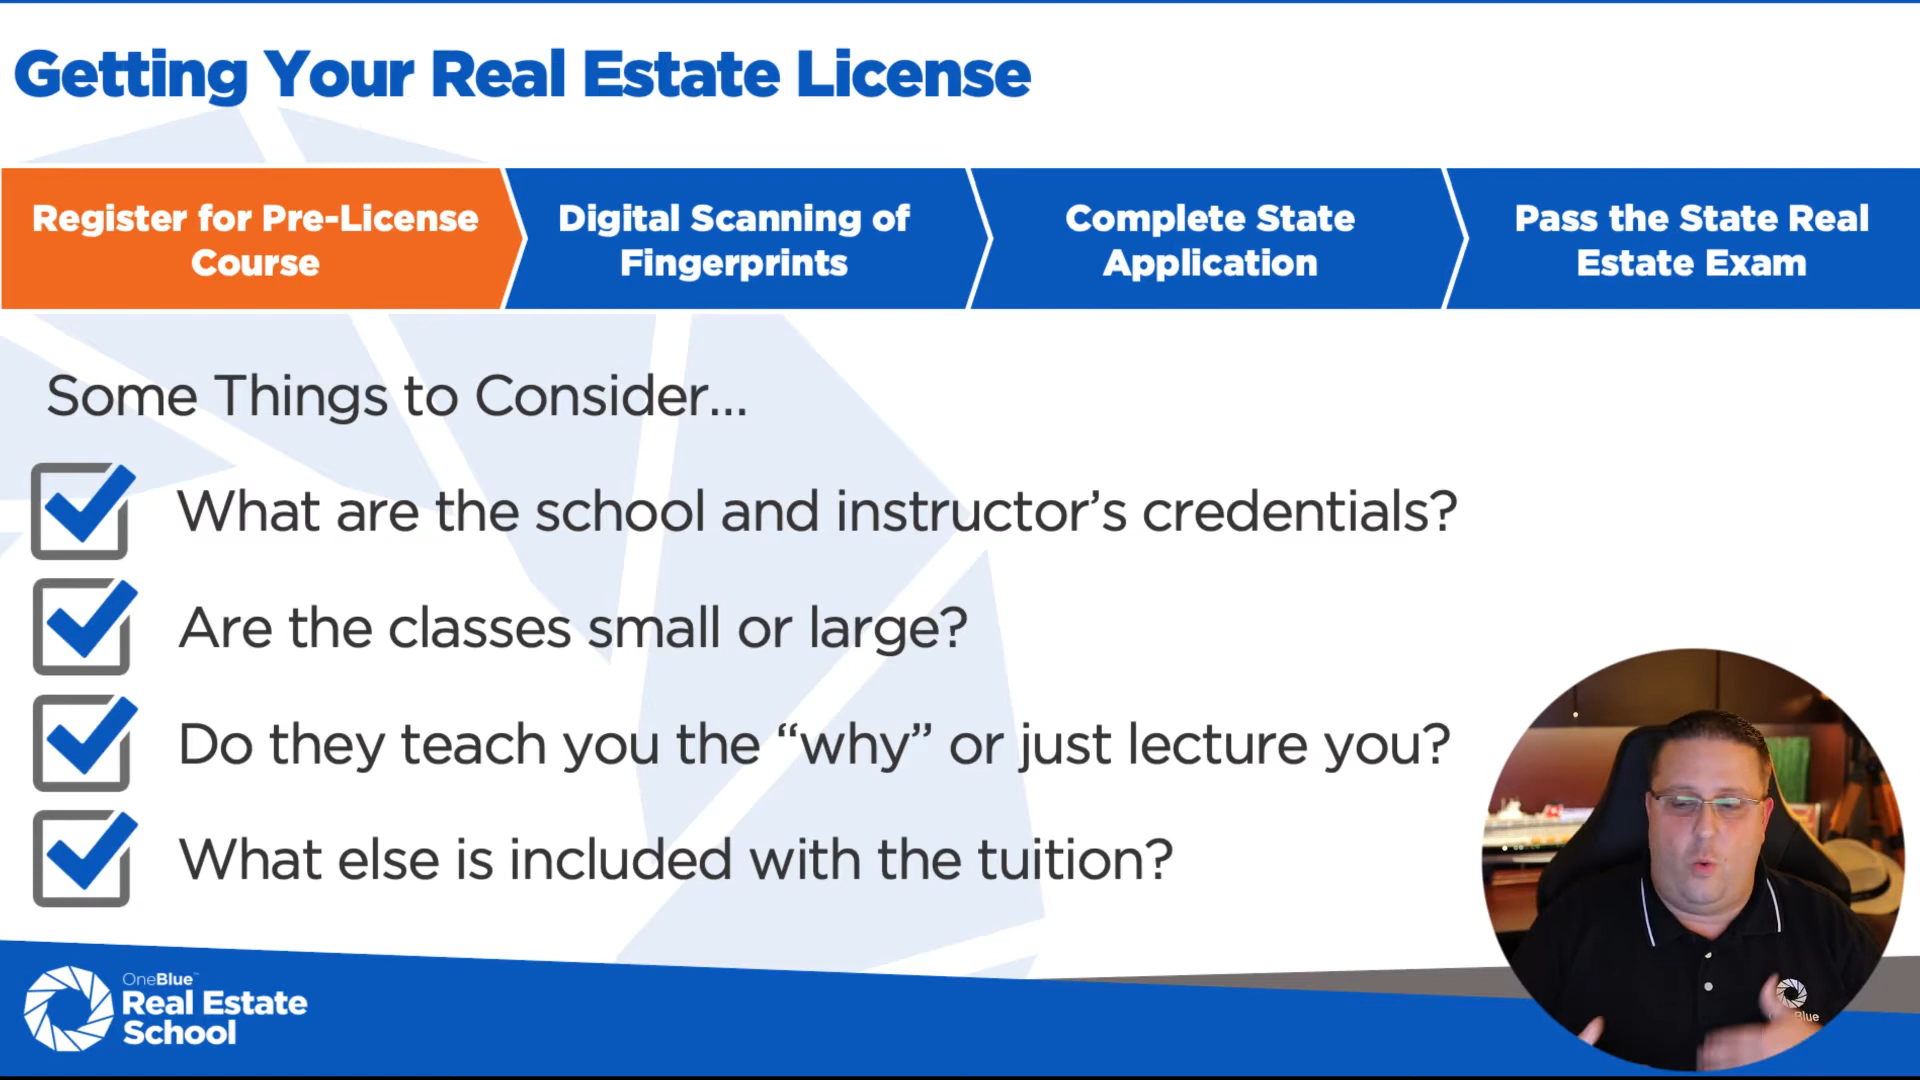 Getting Your Real Estate License
Register for Pre-License
Course
Digital Scanning of
Fingerprints
Complete State
Application
Pass the State Real
Estate Exam
Some Things to Consider...
What are the school and instructor’s credentials?
Are the classes small or large?
Do they teach you the “why” or just lecture you?
What else is included with the tuition?
OneBlue™
Real Estate
School
Blue